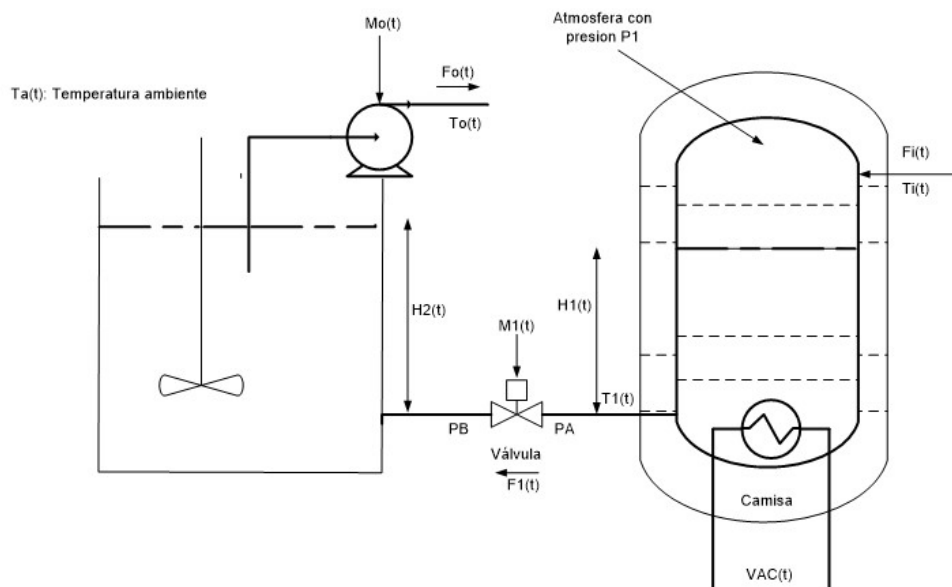 Mo(t)
Fo(t)
To(t)
Ta(t): Temperatura ambiente
Atmosfera con
presion P1
Fi(t)
Ti(t)
H2(t)
H1(t)
M1(t)
T1(t)
PB
PA
Válvula
F1(t)
Camisa
VAC(t)